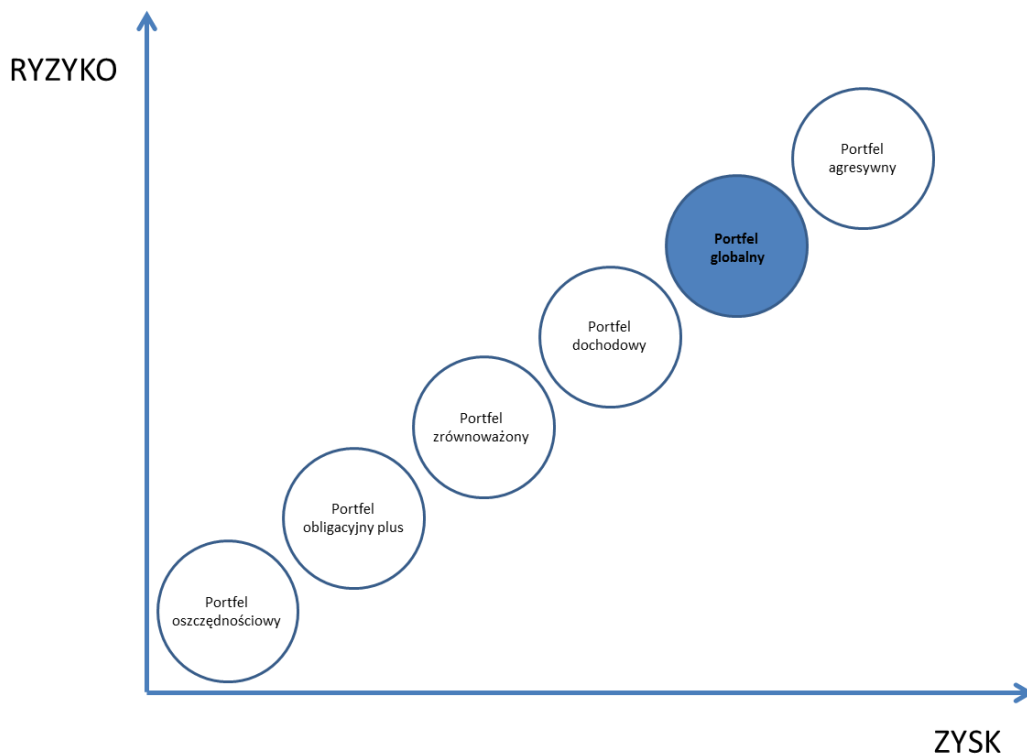 RYZYKO
Portfel
agresywny
Portfel
globalny
Portfel
dochodowy
Portfel
zrównoważony
Portfel
obligacyjny plus
Portfel
oszczędnościowy
ZYSK